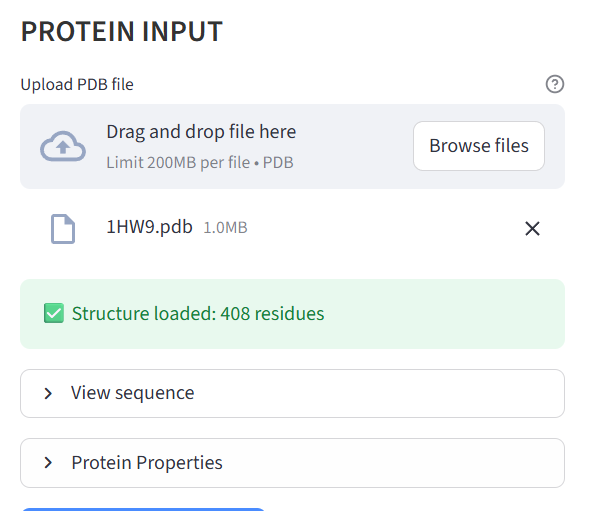 PROTEIN INPUT
Upload PDB file
Drag and drop file here
Limit 200MB per file • PDB
Browse files
1HW9.pdb 1.0MB
✅ Structure loaded: 408 residues
View sequence
Protein Properties